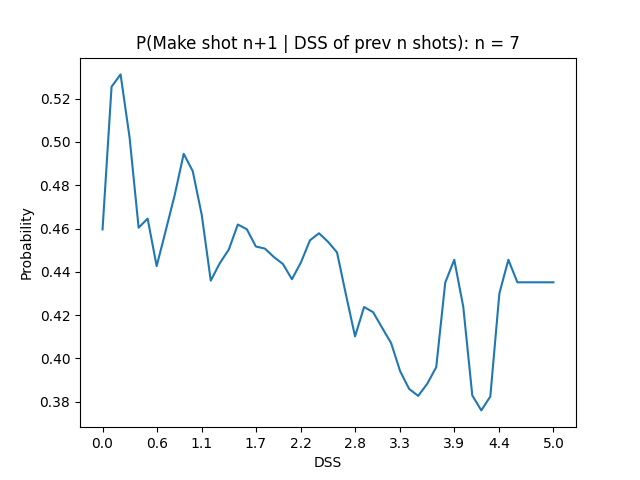 P(Make shot n+1 | DSS of prev n shots): n = 7
0.52
0.50
0.48
0.46
0.44
0.42
0.40
0.38
Probability
0.0 0.6 1.1 1.7 2.2 2.8 3.3 3.9 4.4 5.0
DSS